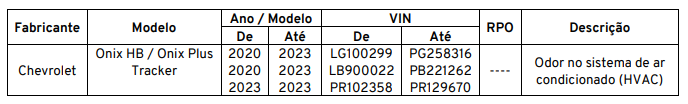 Fabricante Modelo Ano / Modelo VIN RPO Descrição
De Até De Até
Chevrolet Onix HB / Onix Plus 2020 2023 LG100299 PG258316 ---- Odor no sistema de ar
Tracker 2020 2023 LB900022 PB221262 condicionado (HVAC)
2023 2023 PR102358 PR129670